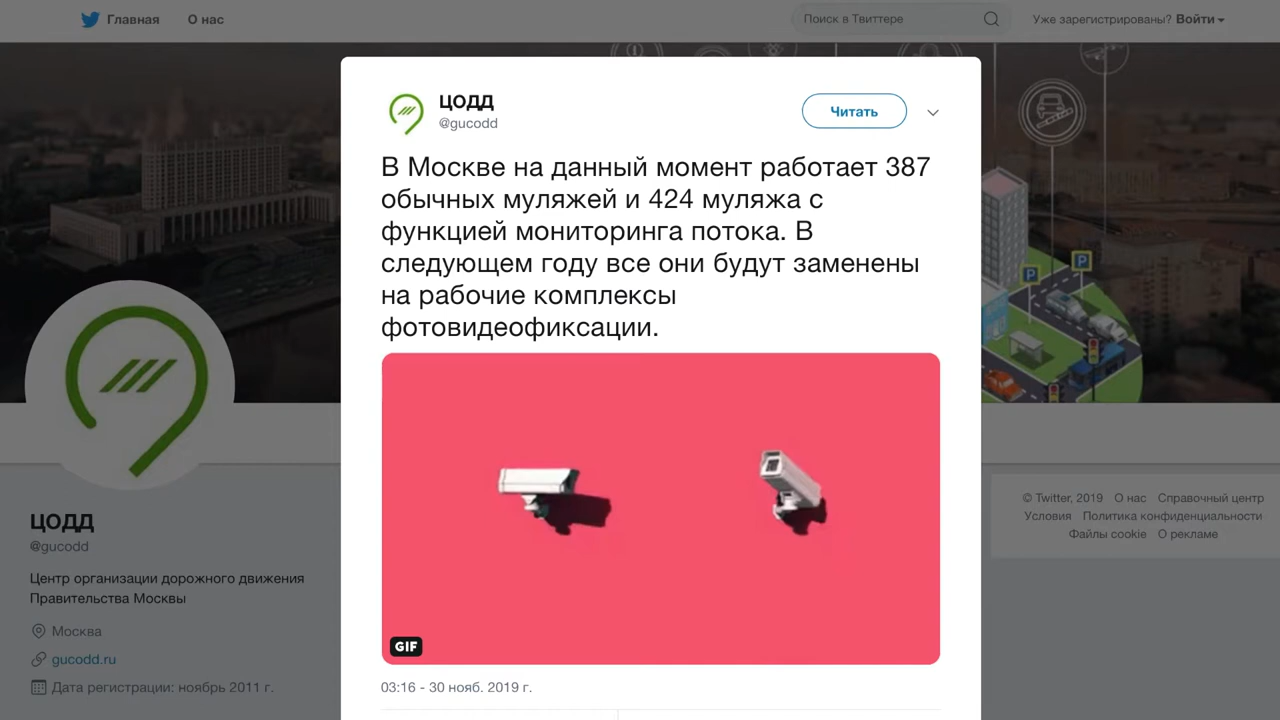 Главная О нас
Поиск в Твиттере
Уже зарегистрированы? Войти
ЦОДД
@gucodd
Читать
В Москве на данный момент работает 387
обычных муляжей и 424 муляжа с
функцией мониторинга потока. В
следующем году все они будут заменены
на рабочие комплексы
фотовидеофиксации.
GIF
03:16 - 30 нояб. 2019 г.
ЦОДД
@gucodd
Центр организации дорожного движения
Правительства Москвы
Москва
gucodd.ru
Дата регистрации: ноябрь 2011 г.
P
P
© Twitter, 2019 О нас Справочный центр
Условия Политика конфиденциальности
Файлы cookie О рекламе